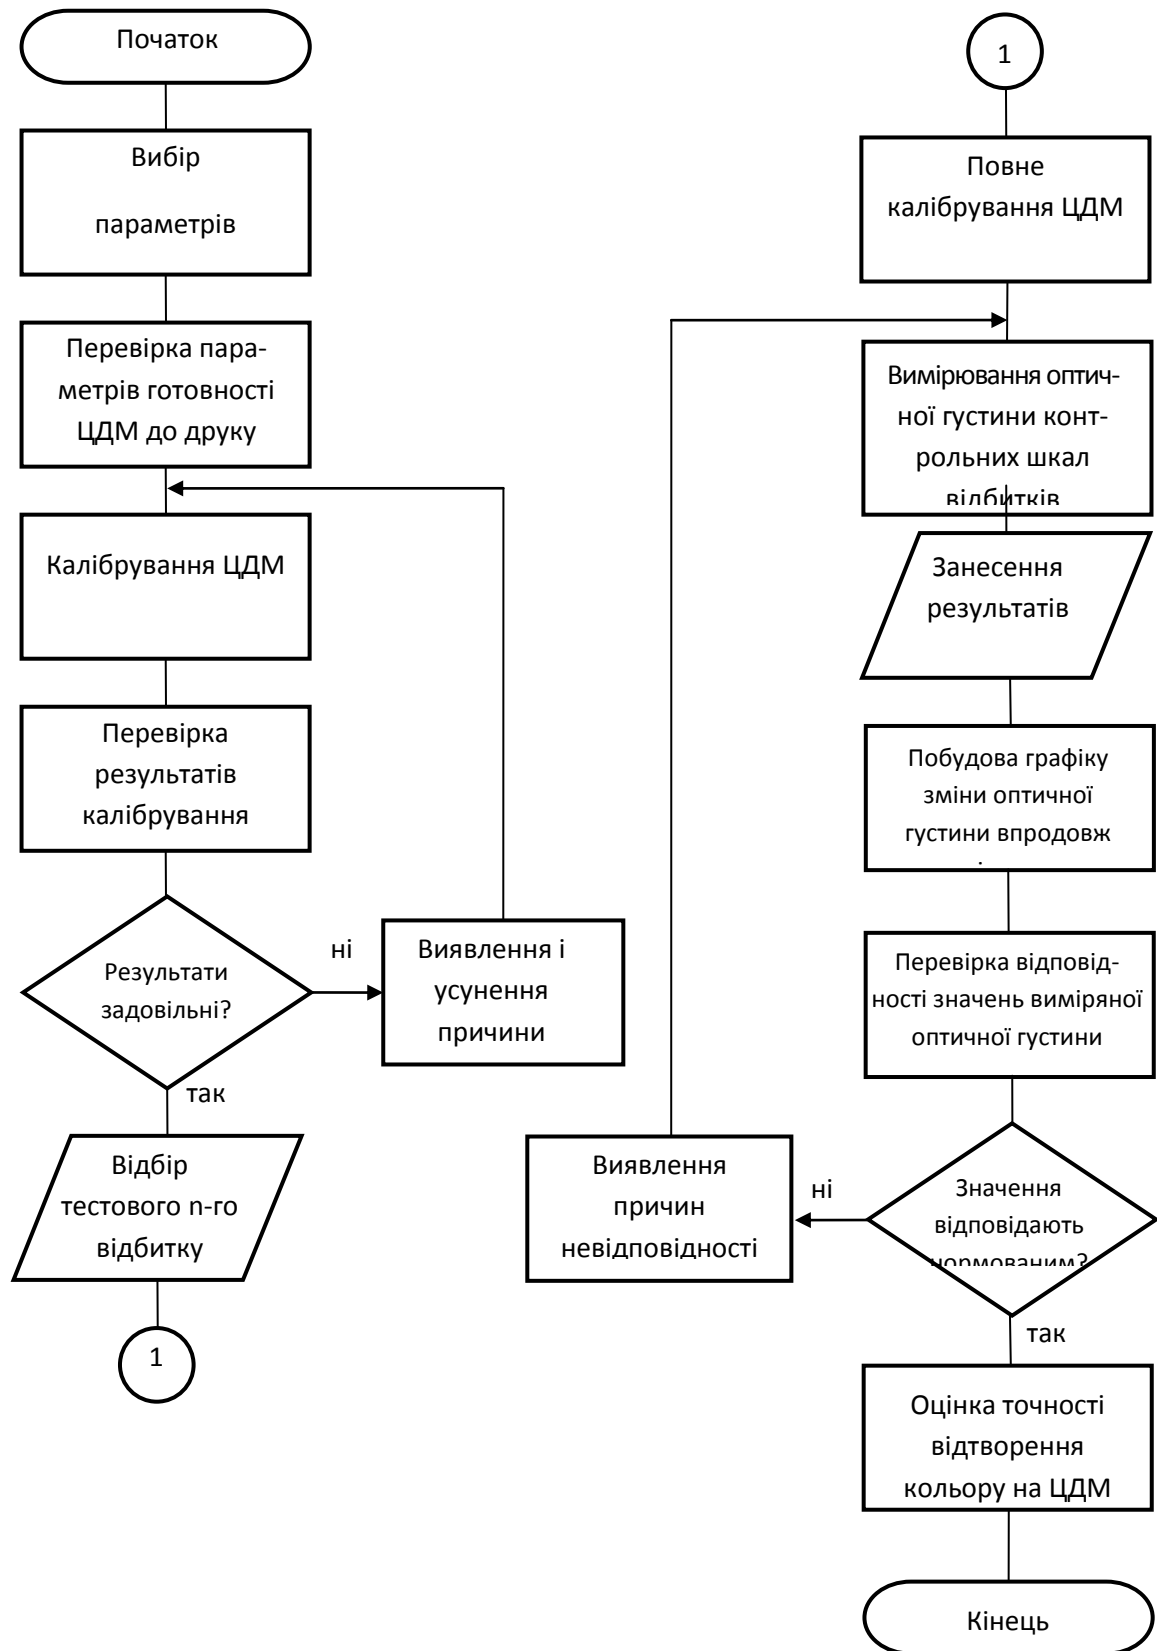 Початок
Вибір
параметрів
Перевірка пара-
метрів готовності
ЦДМ до друку
Калібрування ЦДМ
Перевірка
результатів
калібрування
Результати
задовільні?
ні
Виявлення і
усунення
причини
так
Відбір
тестового n-го
відбитку
1
1
Повне
калібрування ЦДМ
Вимірювання оптич-
ної густини конт-
рольних шкал
відбитків
Занесення
результатів
Побудова графіку
зміни оптичної
густини впродовж
Перевірка відповід-
ності значень виміряної
оптичної густини
Значення
відповідають
нормованим?
ні
Виявлення
причин
невідповідності
так
Оцінка точності
відтворення
кольору на ЦДМ
Кінець